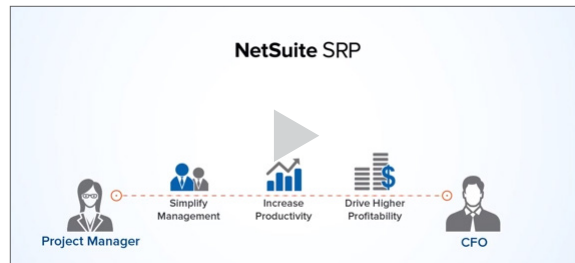 NetSuite SRP
Simplify
Management
Increase
Productivity
Drive Higher
Profitability
Project Manager
CFO